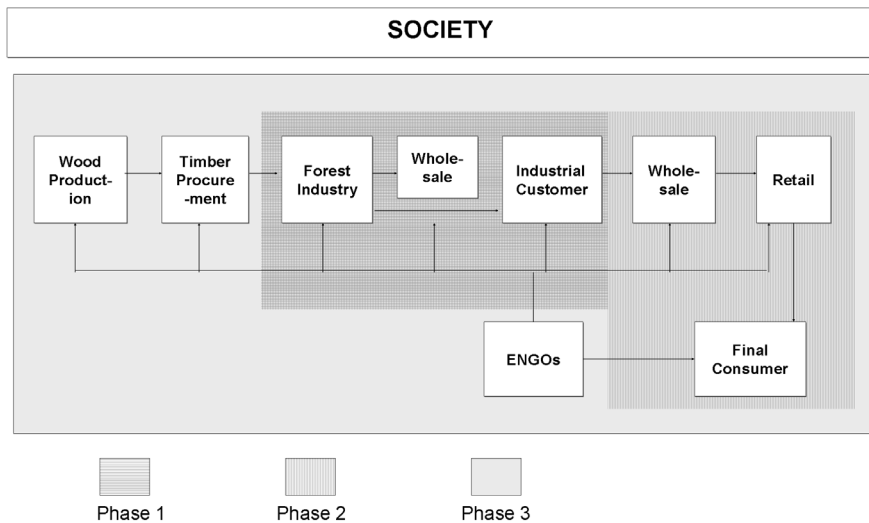 SOCIETY
Wood
Product-
ion
Timber
Procure
-ment
Forest
Industry
Whole-
sale
Industrial
Customer
Whole-
sale
Retail
ENGOs
Final
Consumer
Phase 1
Phase 2
Phase 3